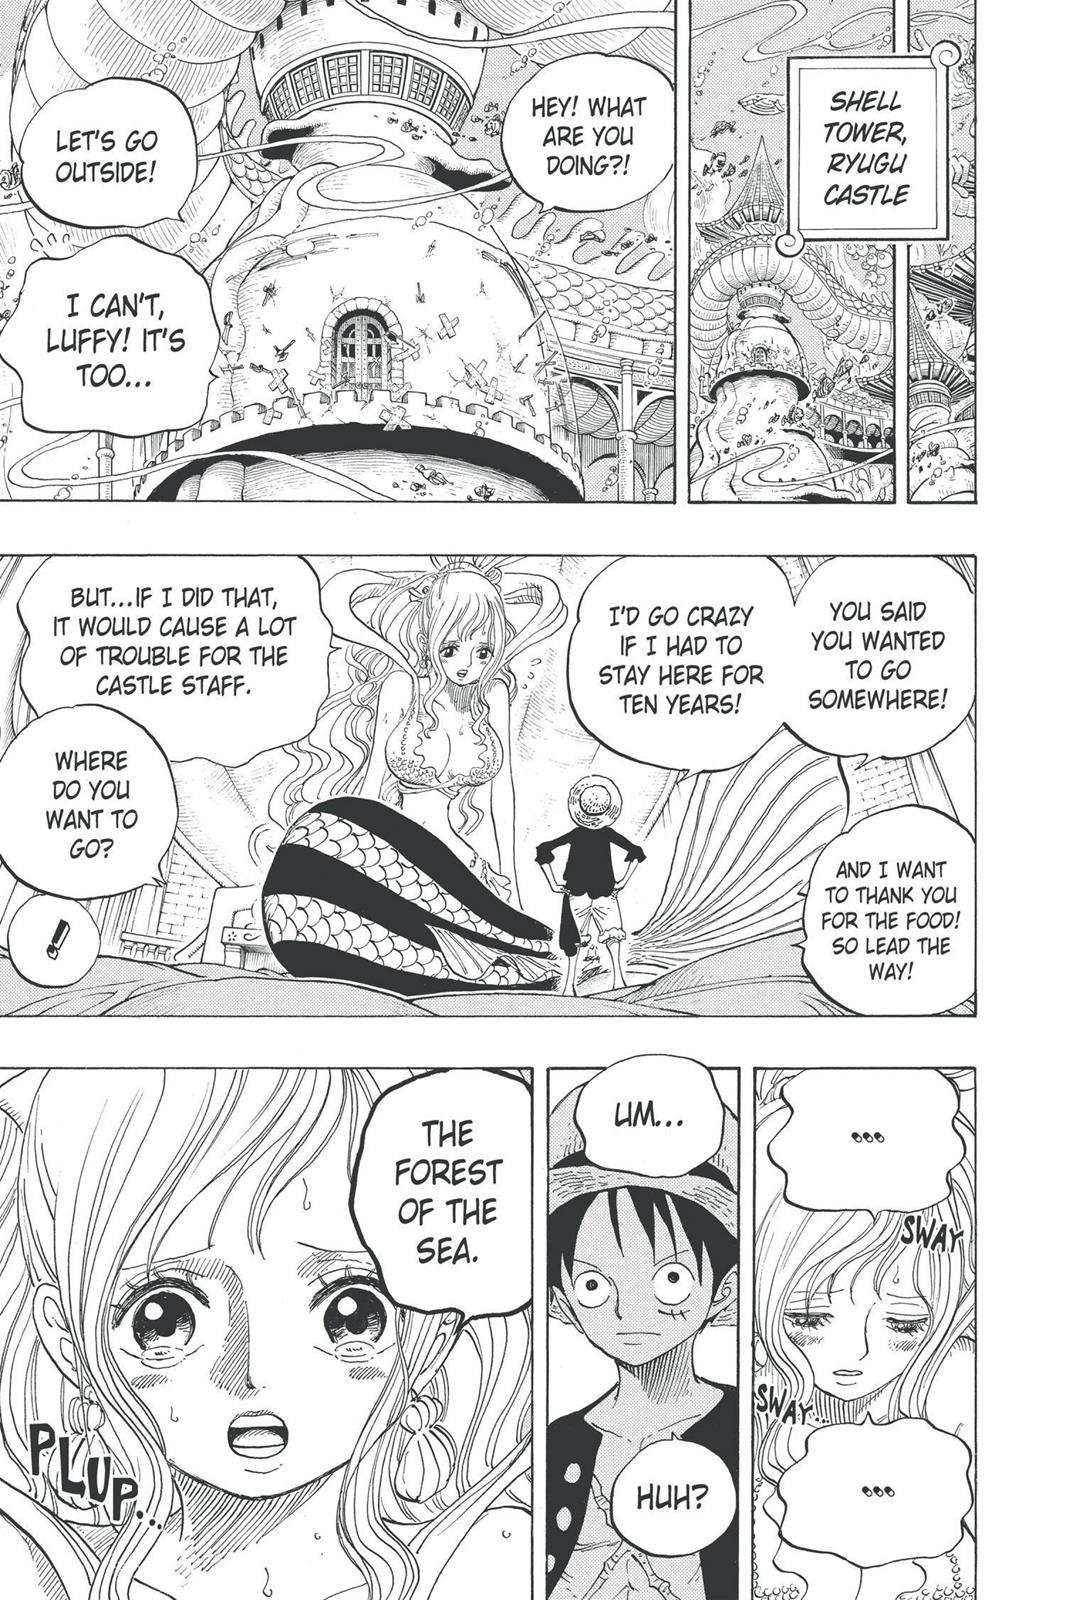 SHELL
TOWER,
RYUGU
CASTLE
HEY! WHAT
ARE YOU
DOING?!
LET'S GO
OUTSIDE!
I CAN'T,
LUFFY! IT'S
TOO...
YOU SAID
YOU WANTED
TO GO
SOMEWHERE!
I'D GO CRAZY
IF I HAD TO
STAY HERE FOR
TEN YEARS!
AND I WANT
TO THANK YOU
FOR THE FOOD!
SO LEAD THE
WAY!
BUT...IF I DID THAT,
IT WOULD CAUSE A LOT
OF TROUBLE FOR THE
CASTLE STAFF.
WHERE
DO YOU
WANT TO
GO?
!
...
SWAY
SWAY...
...
UM...
HUH?
THE
FOREST
OF THE
SEA.
PLUP...